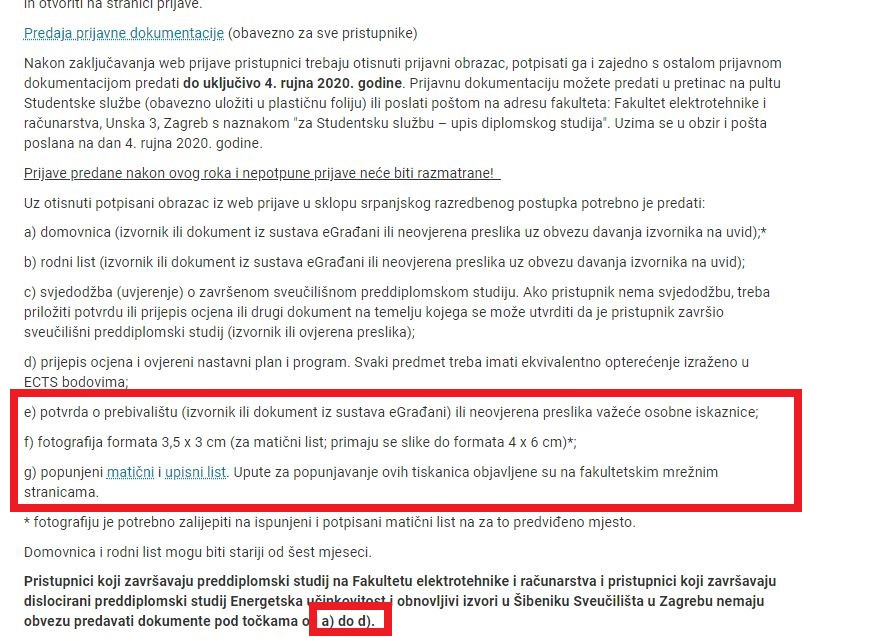 ih otvoriti na stranici prijave.
Predaja prijavne dokumentacije (obavezno za sve pristupnike)
Nakon zaključavanja web prijave pristupnici trebaju otisnuti prijavni obrazac, potpisati ga i zajedno s ostalom prijavnom
dokumentacijom predati do uključivo 4. rujna 2020. godine. Prijavnu dokumentaciju možete predati u pretinac na pultu
Studentske službe (obavezno uložiti u plastičnu foliju) ili poslati poštom na adresu fakulteta: Fakultet elektrotehnike i
računarstva, Unska 3, Zagreb s naznakom "za Studentsku službu – upis diplomskog studija". Uzima se u obzir i pošta
poslana na dan 4. rujna 2020. godine.
Prijave predane nakon ovog roka i nepotpune prijave neće biti razmatrane!
Uz otisnuti potpisani obrazac iz web prijave u sklopu srpanjskog razredbenog postupka potrebno je predati:
a) domovnica (izvornik ili dokument iz sustava eGrađani ili neovjerena preslika uz obvezu davanja izvornika na uvid);*
b) rodni list (izvornik ili dokument iz sustava eGrađani ili neovjerena preslika uz obvezu davanja izvornika na uvid);
c) svjedodžba (uvjerenje) o završenom sveučilišnom preddiplomskom studiju. Ako pristupnik nema svjedodžbu, treba
priložiti potvrdu ili prijepis ocjena ili drugi dokument na temelju kojega se može utvrditi da je pristupnik završio
sveučilišni preddiplomski studij (izvornik ili ovjerena preslika);
d) prijepis ocjena i ovjereni nastavni plan i program. Svaki predmet treba imati ekvivalentno opterećenje izraženo u
ECTS bodovima;
e) potvrda o prebivalištu (izvornik ili dokument iz sustava eGrađani) ili neovjerena preslika važeće osobne iskaznice;
f) fotografija formata 3,5 x 3 cm (za matični list; primaju se slike do formata 4 x 6 cm)*;
g) popunjeni matični i upisni list. Upute za popunjavanje ovih tiskanica objavljene su na fakultetskim mrežnim
stranicama.
* fotografiju je potrebno zalijepiti na ispunjeni i potpisani matični list na za to predviđeno mjesto.
Domovnica i rodni list mogu biti stariji od šest mjeseci.
Pristupnici koji završavaju preddiplomski studij na Fakultetu elektrotehnike i računarstva i pristupnici koji završavaju
dislocirani preddiplomski studij Energetska učinkovitost i obnovljivi izvori u Šibeniku Sveučilišta u Zagrebu nemaju
obvezu predavati dokumente pod točkama o a) do d).